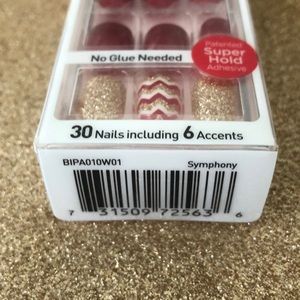 No Glue Needed
Patented
Super
Hold
Adhesive
30 Nails including 6 Accents
BIPA010W01 Symphony
7 31509 72563 6